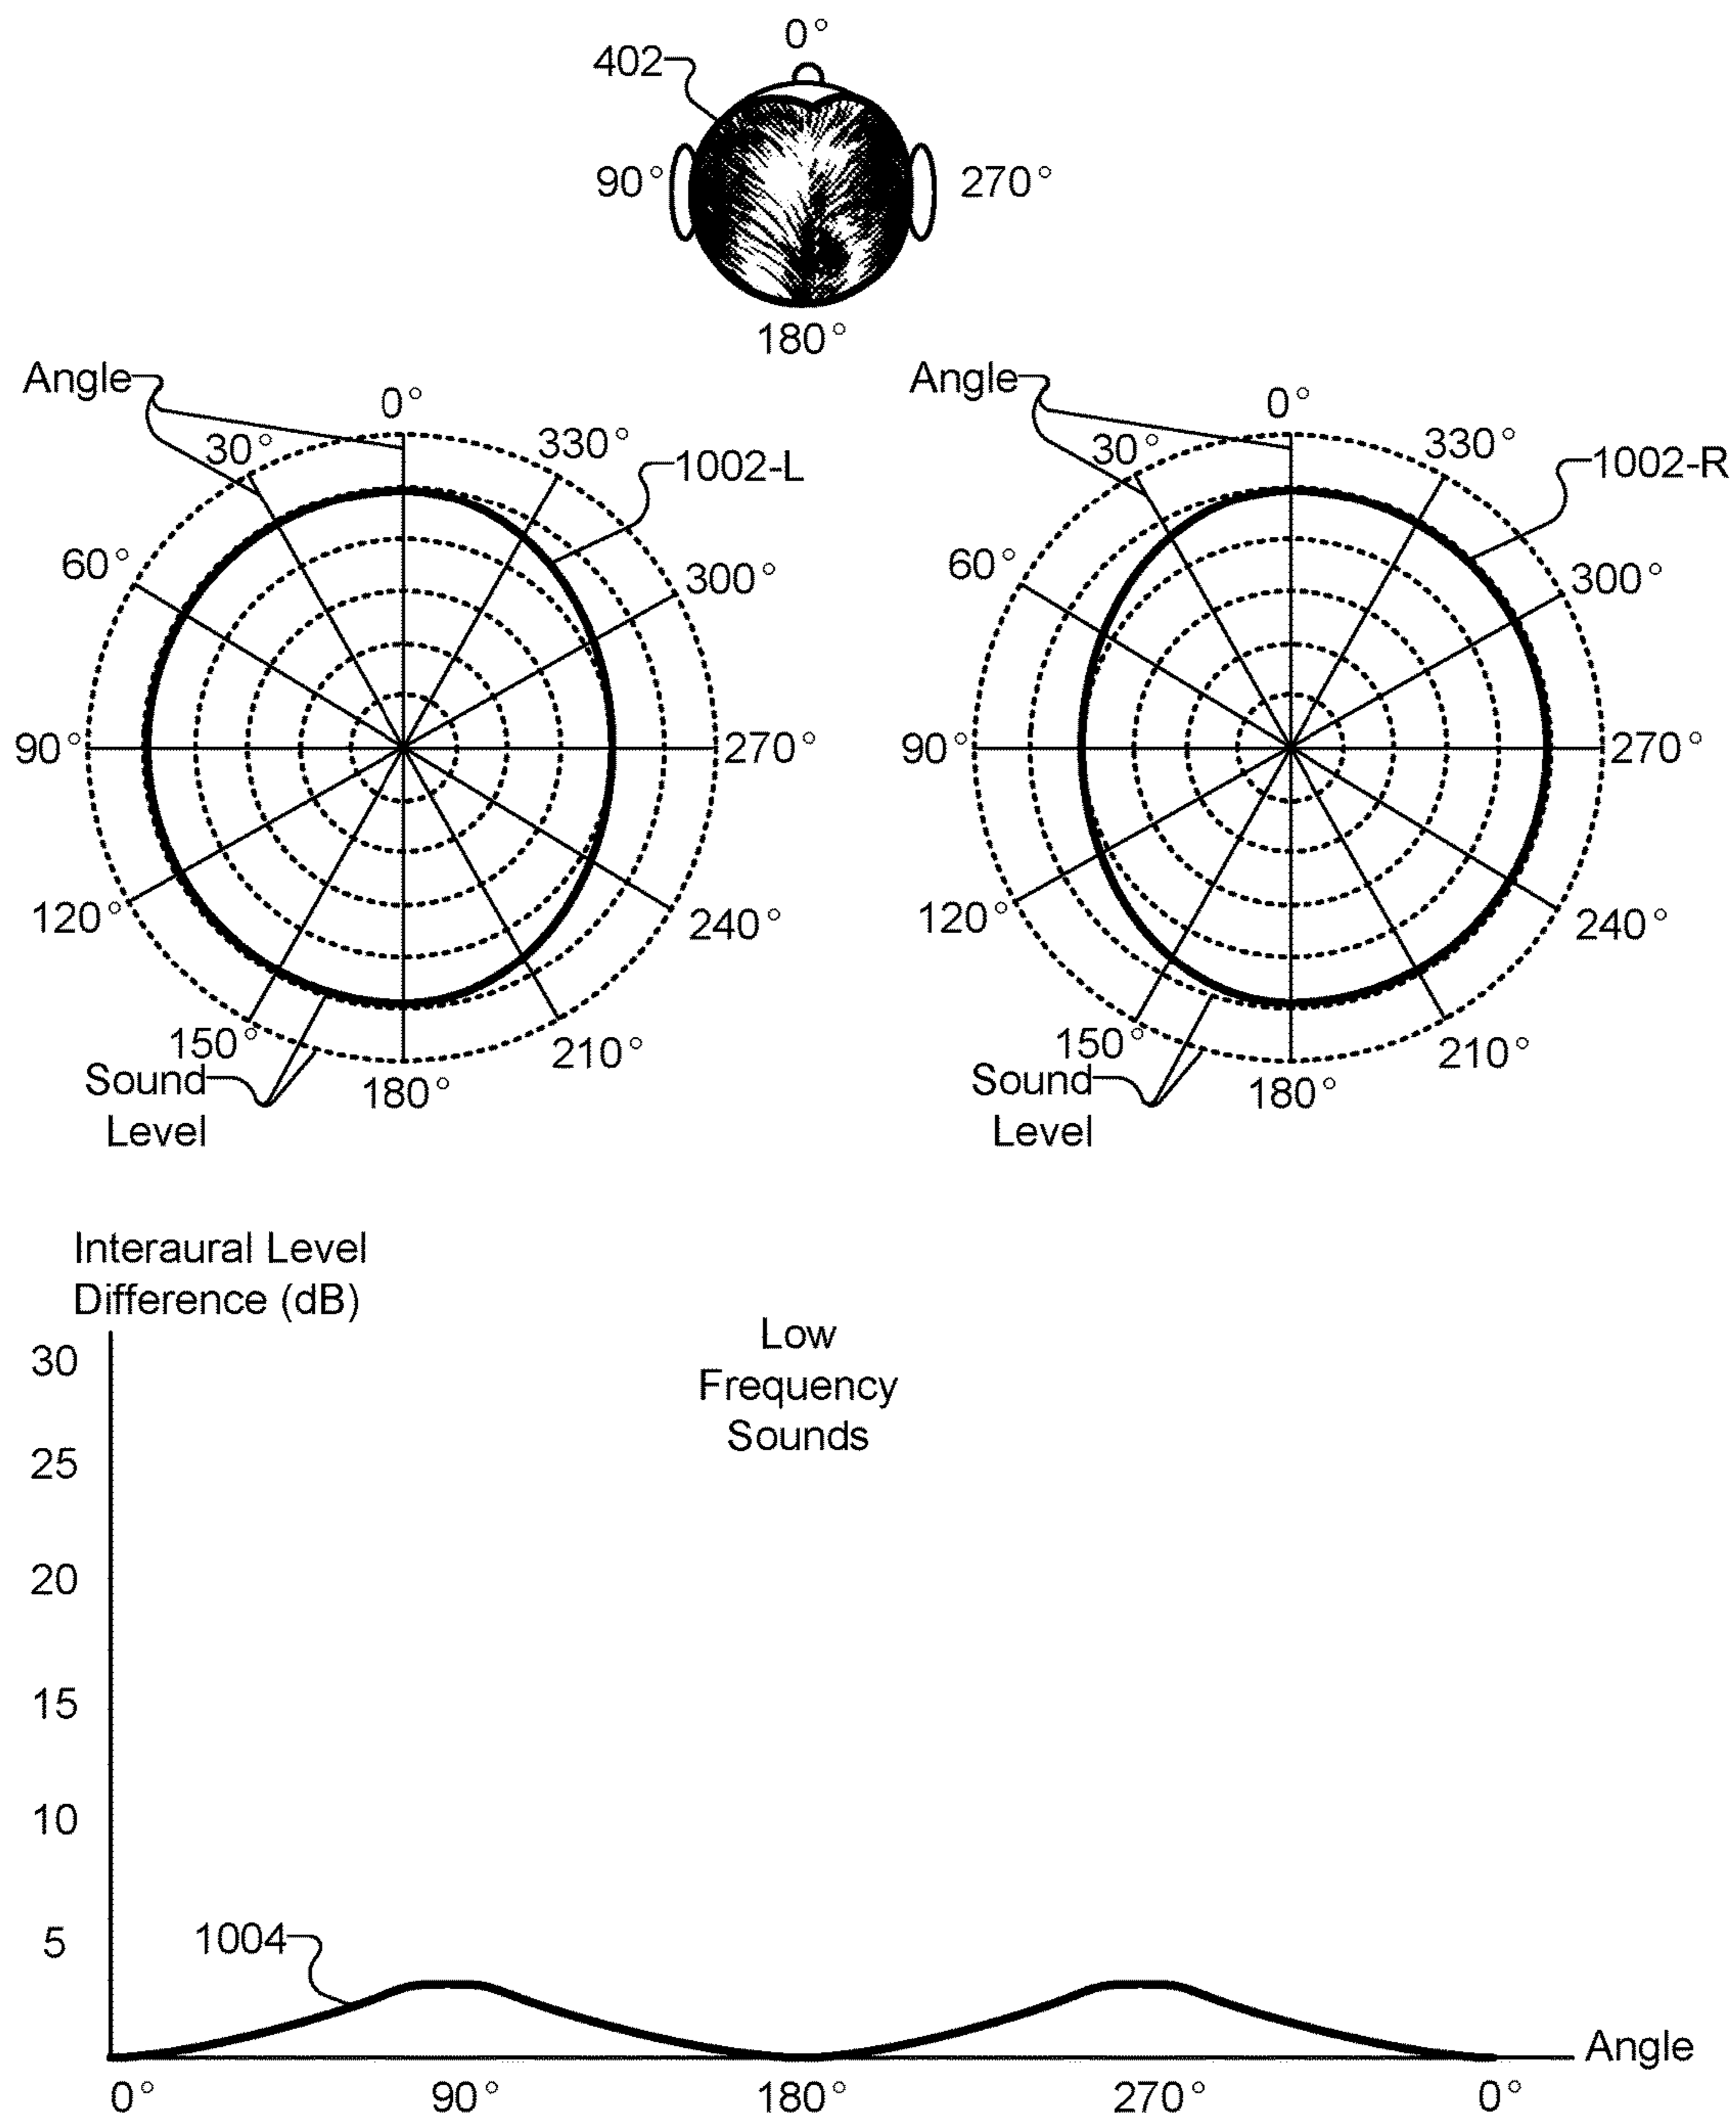 0°
402
90°
270°
180°
Angle
0°
30°
330°
1002-L
60°
300°
90°
270°
120°
240°
150°
210°
180°
Sound
Level
Angle
0°
30°
330°
1002-R
60°
300°
90°
270°
120°
240°
150°
210°
180°
Sound
Level
Interaural Level
Difference (dB)
Low
Frequency
Sounds
30
25
20
15
10
5
1004
Angle
0°
90°
180°
270°
0°